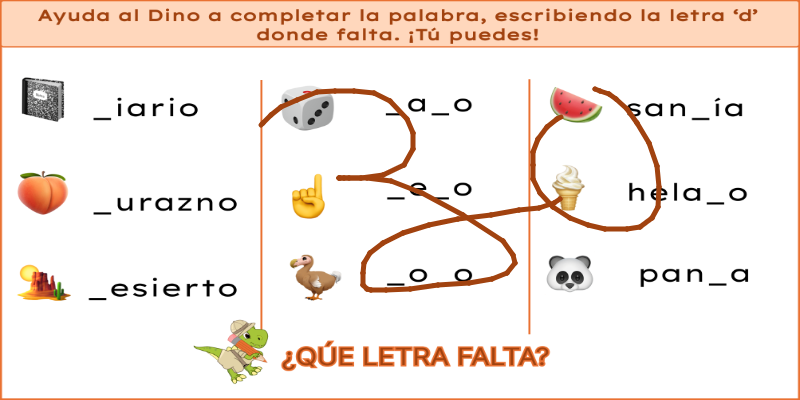 Ayuda al Dino a completar la palabra, escribiendo la letra ‘d’
donde falta. ¡Tú puedes!
_iario
_urazno
_esierto
_a_o
_e_o
_o_o
san_ía
hela_o
pan_a
¿QÚE LETRA FALTA?